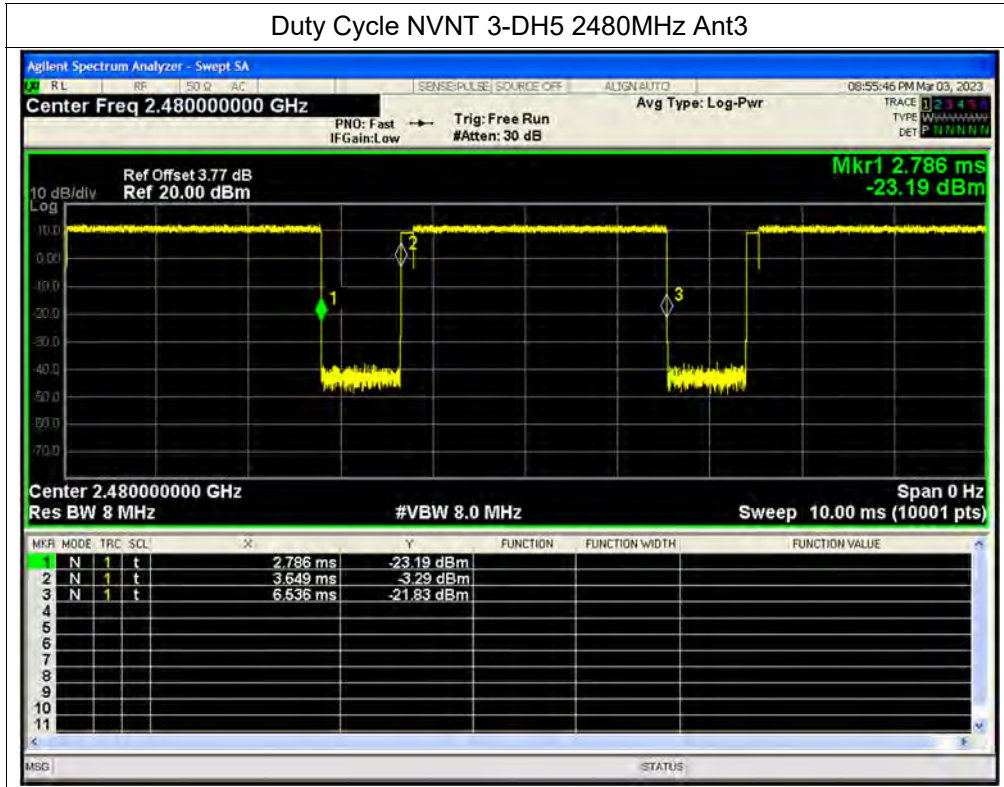 Duty Cycle NVNT 3-DH5 2480MHz Ant3
Agilent Spectrum Analyzer - Swept SA
RL RF 50 Ω AC SENSE:PULSE SOURCE OFF ALIGN AUTO 08:55:46 PM Mar 03, 2023
Center Freq 2.480000000 GHz Avg Type: Log-Pwr TRACE 1 2 3 4 5 6
PNO: Fast Trig: Free Run TYPE W
IFGain:Low #Atten: 30 dB DET P N N N N N
Mkr1 2.786 ms
Ref Offset 3.77 dB
10 dB/div Ref 20.00 dBm -23.19 dBm
Log
10.0
0.00
-10.0
-20.0
-30.0
-40.0
-50.0
-60.0
-70.0
1
2
3
Center 2.480000000 GHz Span 0 Hz
Res BW 8 MHz #VBW 8.0 MHz Sweep 10.00 ms (10001 pts)
MKR MODE TRC SCL X Y FUNCTION FUNCTION WIDTH FUNCTION VALUE
1 N 1 t 2.786 ms -23.19 dBm
2 N 1 t 3.649 ms -3.29 dBm
3 N 1 t 6.536 ms -21.83 dBm
4
5
6
7
8
9
10
11
MSG STATUS